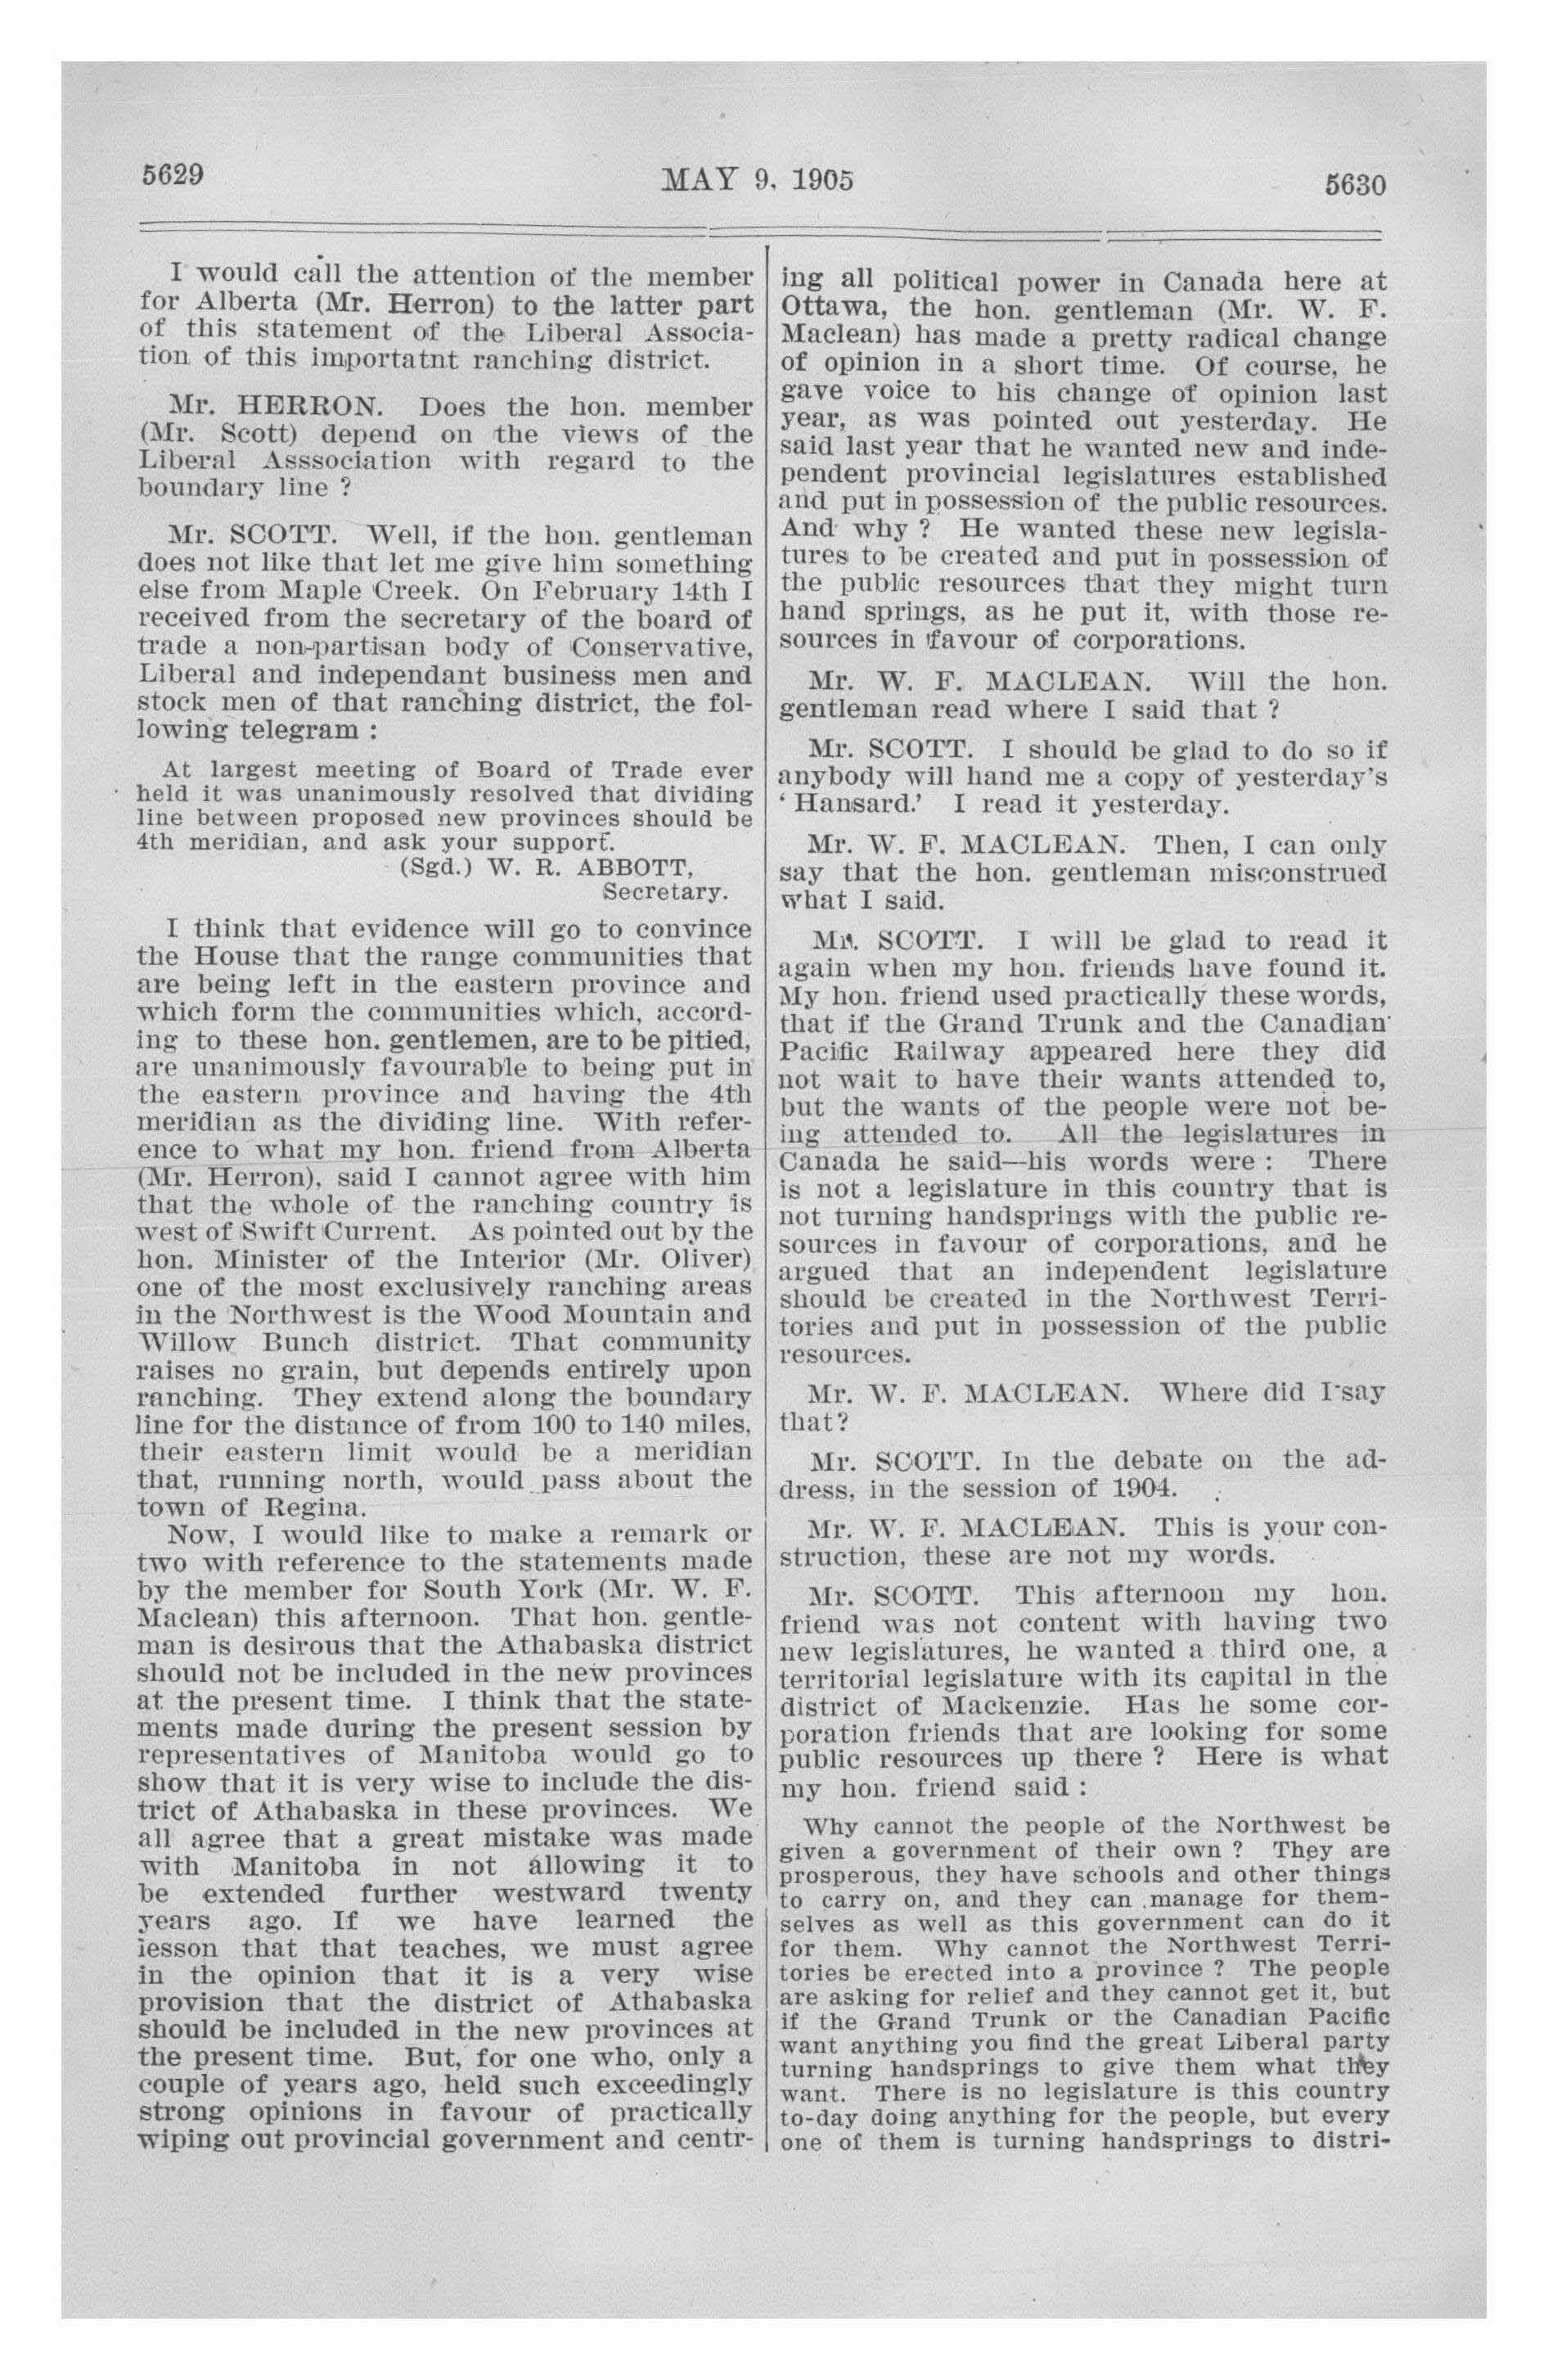 5629
MAY 9, 1905
5630
I would call the attention of the member
for Alberta (Mr. Herron) to the latter part
of this statement of the Liberal Associa-
tion of this importatnt ranching district.
Mr. HERRON. Does the hon. member
(Mr. Scott) depend on the views of the
Liberal Asssociation with regard to the
boundary line ?
Mr. SCOTT. Well, if the hon. gentleman
does not like that let me give him something
else from Maple Creek. On February 14th I
received from the secretary of the board of
trade a non-partisan body of Conservative,
Liberal and independant business men and
stock men of that ranching district, the fol-
lowing telegram :
At largest meeting of Board of Trade ever
held it was unanimously resolved that dividing
line between proposed new provinces should be
4th meridian, and ask your support.
(Sgd.) W. R. ABBOTT,
Secretary.
I think that evidence will go to convince
the House that the range communities that
are being left in the eastern province and
which form the communities which, accord-
ing to these hon. gentlemen, are to be pitied,
are unanimously favourable to being put in
the eastern province and having the 4th
meridian as the dividing line. With refer-
ence to what my hon. friend from Alberta
(Mr. Herron), said I cannot agree with him
that the whole of the ranching country is
west of Swift Current. As pointed out by the
hon. Minister of the Interior (Mr. Oliver)
one of the most exclusively ranching areas
in the Northwest is the Wood Mountain and
Willow Bunch district. That community
raises no grain, but depends entirely upon
ranching. They extend along the boundary
line for the distance of from 100 to 140 miles,
their eastern limit would be a meridian
that, running north, would pass about the
town of Regina.
Now, I would like to make a remark or
two with reference to the statements made
by the member for South York (Mr. W. F.
Maclean) this afternoon. That hon. gentle-
man is desirous that the Athabaska district
should not be included in the new provinces
at the present time. I think that the state-
ments made during the present session by
representatives of Manitoba would go to
show that it is very wise to include the dis-
trict of Athabaska in these provinces. We
all agree that a great mistake was made
with Manitoba in not allowing it to
be extended further westward twenty
years ago. If we have learned the
lesson that that teaches, we must agree
in the opinion that it is a very wise
provision that the district of Athabaska
should be included in the new provinces at
the present time. But, for one who, only a
couple of years ago, held such exceedingly
strong opinions in favour of practically
wiping out provincial government and centr-
ing all political power in Canada here at
Ottawa, the hon. gentleman (Mr. W. F.
Maclean) has made a pretty radical change
of opinion in a short time. Of course, he
gave voice to his change of opinion last
year, as was pointed out yesterday. He
said last year that he wanted new and inde-
pendent provincial legislatures established
and put in possession of the public resources.
And why ? He wanted these new legisla-
tures to be created and put in possession of
the public resources that they might turn
hand springs, as he put it, with those re-
sources in favour of corporations.
Mr. W. F. MACLEAN. Will the hon.
gentleman read where I said that ?
Mr. SCOTT. I should be glad to do so if
anybody will hand me a copy of yesterday's
‘ Hansard.’ I read it yesterday.
Mr. W. F. MACLEAN. Then, I can only
say that the hon. gentleman misconstrued
what I said.
Mr. SCOTT. I will be glad to read it
again when my hon. friends have found it.
My hon. friend used practically these words,
that if the Grand Trunk and the Canadian
Pacific Railway appeared here they did
not wait to have their wants attended to,
but the wants of the people were not be-
ing attended to. All the legislatures in
Canada he said—his words were : There
is not a legislature in this country that is
not turning handsprings with the public re-
sources in favour of corporations, and he
argued that an independent legislature
should be created in the Northwest Terri-
tories and put in possession of the public
resources.
Mr. W. F. MACLEAN. Where did I say
that?
Mr. SCOTT. In the debate on the ad-
dress, in the session of 1904.
Mr. W. F. MACLEAN. This is your con-
struction, these are not my words.
Mr. SCOTT. This afternoon my hon.
friend was not content with having two
new legislatures, he wanted a third one, a
territorial legislature with its capital in the
district of Mackenzie. Has he some cor-
poration friends that are looking for some
public resources up there ? Here is what
my hon. friend said :
Why cannot the people of the Northwest be
given a government of their own ? They are
prosperous, they have schools and other things
to carry on, and they can manage for them-
selves as well as this government can do it
for them. Why cannot the Northwest Terri-
tories be erected into a province ? The people
are asking for relief and they cannot get it, but
if the Grand Trunk or the Canadian Pacific
want anything you find the great Liberal party
turning handsprings to give them what they
want. There is no legislature is this country
to-day doing anything for the people, but every
one of them is turning handsprings to distri-